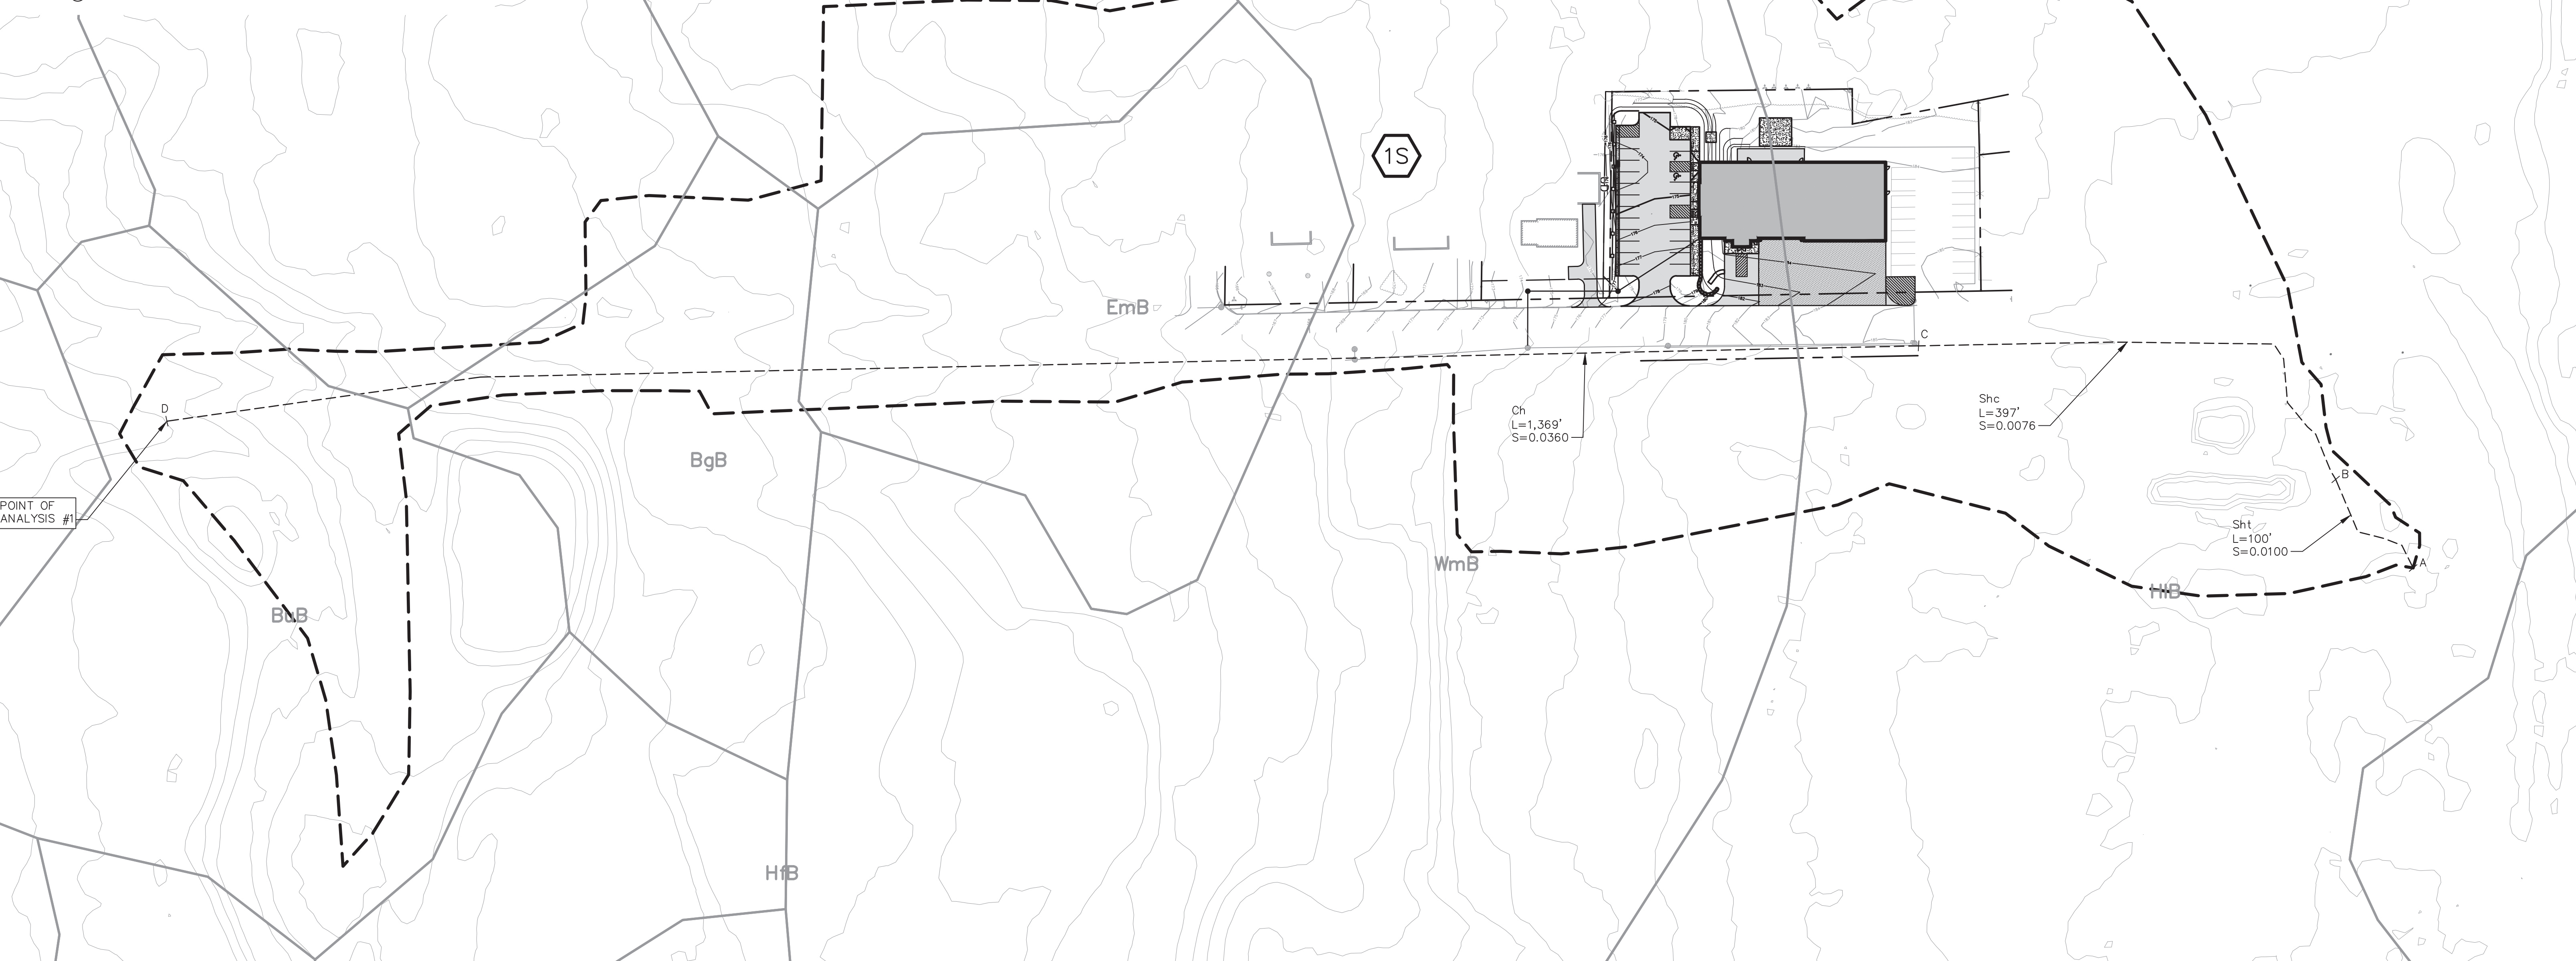 1S
EmB
C
D
Ch
L=1,369'
S=0.0360
Shc
L=397'
S=0.0076
BgB
B
POINT OF
ANALYSIS #1
Sht
L=100'
S=0.0100
WmB
A
HlB
BuB
HfB